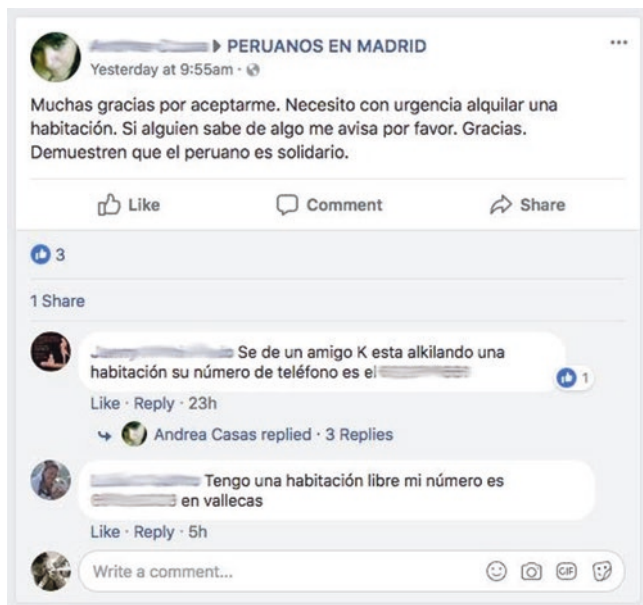 PERUANOS EN MADRID
Yesterday at 9:55am ·
Muchas gracias por aceptarme. Necesito con urgencia alquilar una
habitación. Si alguien sabe de algo me avisa por favor. Gracias.
Demuestren que el peruano es solidario.
Like Comment Share
3
1 Share
Se de un amigo K esta alkilando una
habitación su número de teléfono es el
1
Like · Reply · 23h
Andrea Casas replied · 3 Replies
Tengo una habitación libre mi número es
en vallecas
Like · Reply · 5h
Write a comment...
GIF